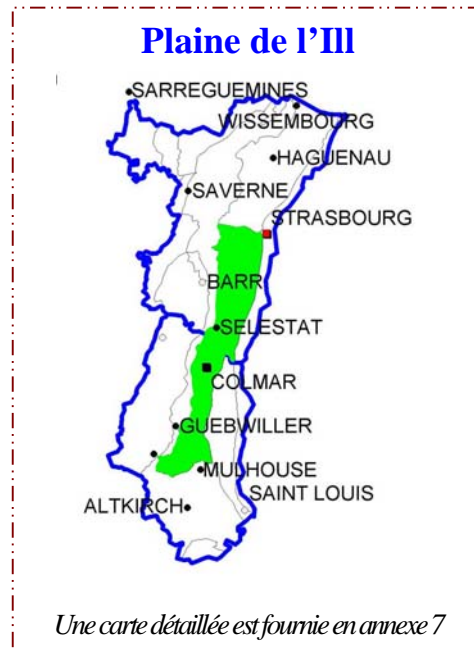 Plaine de l'Ill
SARREGUEMINES
WISSEMBOURG
HAGUENAU
SAVERNE
STRASBOURG
BARR
SELESTAT
COLMAR
GUEBWILLER
MULHOUSE
SAINT LOUIS
ALTKIRCH
Une carte détaillée est fournie en annexe 7